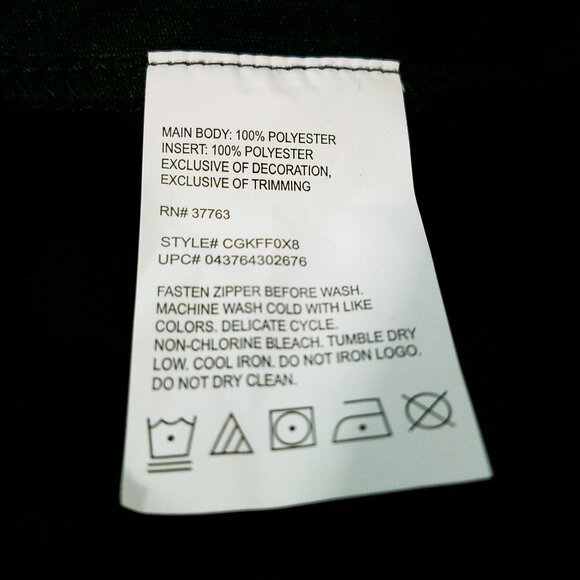 MAIN BODY: 100% POLYESTER
INSERT: 100% POLYESTER
EXCLUSIVE OF DECORATION,
EXCLUSIVE OF TRIMMING
RN# 37763
STYLE# CGKFF0X8
UPC# 043764302676
FASTEN ZIPPER BEFORE WASH.
MACHINE WASH COLD WITH LIKE
COLORS. DELICATE CYCLE.
NON-CHLORINE BLEACH. TUMBLE DRY
LOW. COOL IRON. DO NOT IRON LOGO.
DO NOT DRY CLEAN.